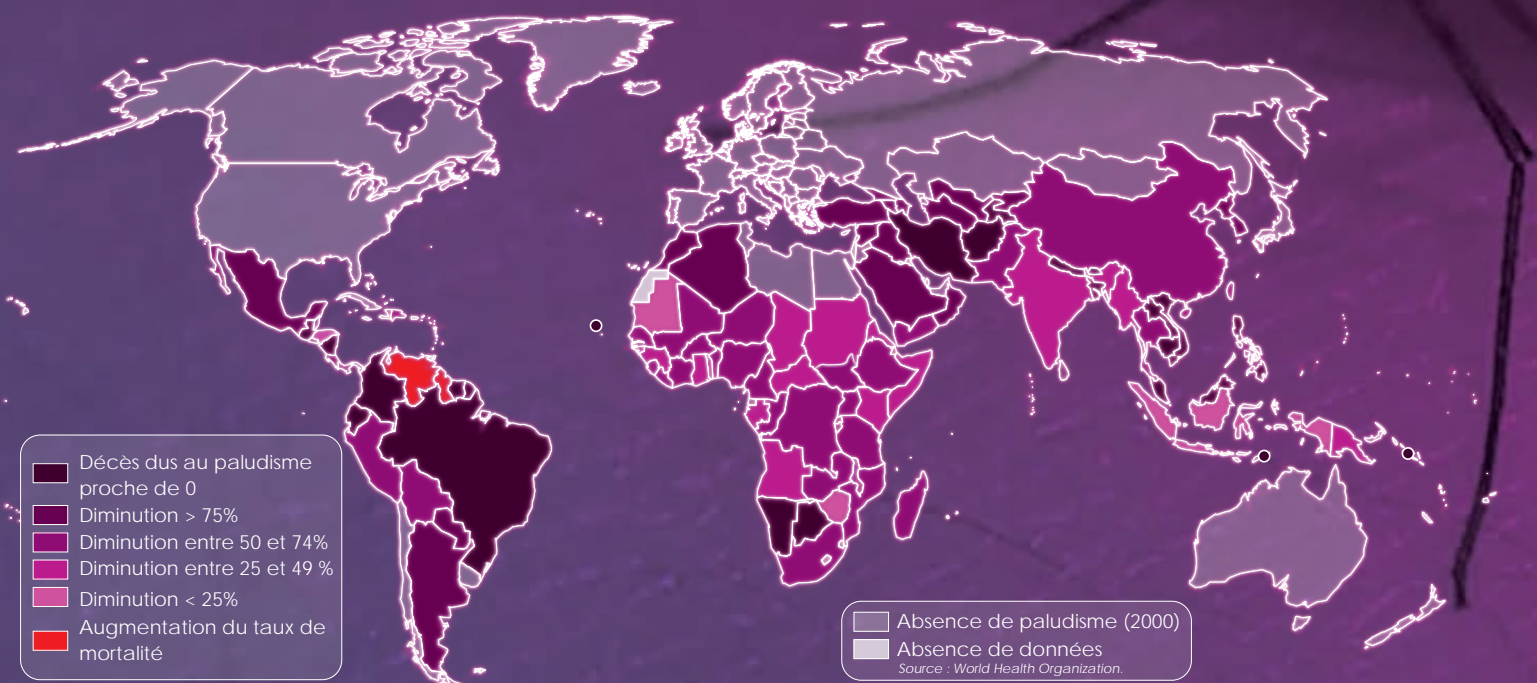 Décès dus au paludisme
proche de 0
Diminution > 75%
Diminution entre 50 et 74%
Diminution entre 25 et 49 %
Diminution < 25%
Augmentation du taux de
mortalité
Absence de paludisme (2000)
Absence de données
Source : World Health Organization.